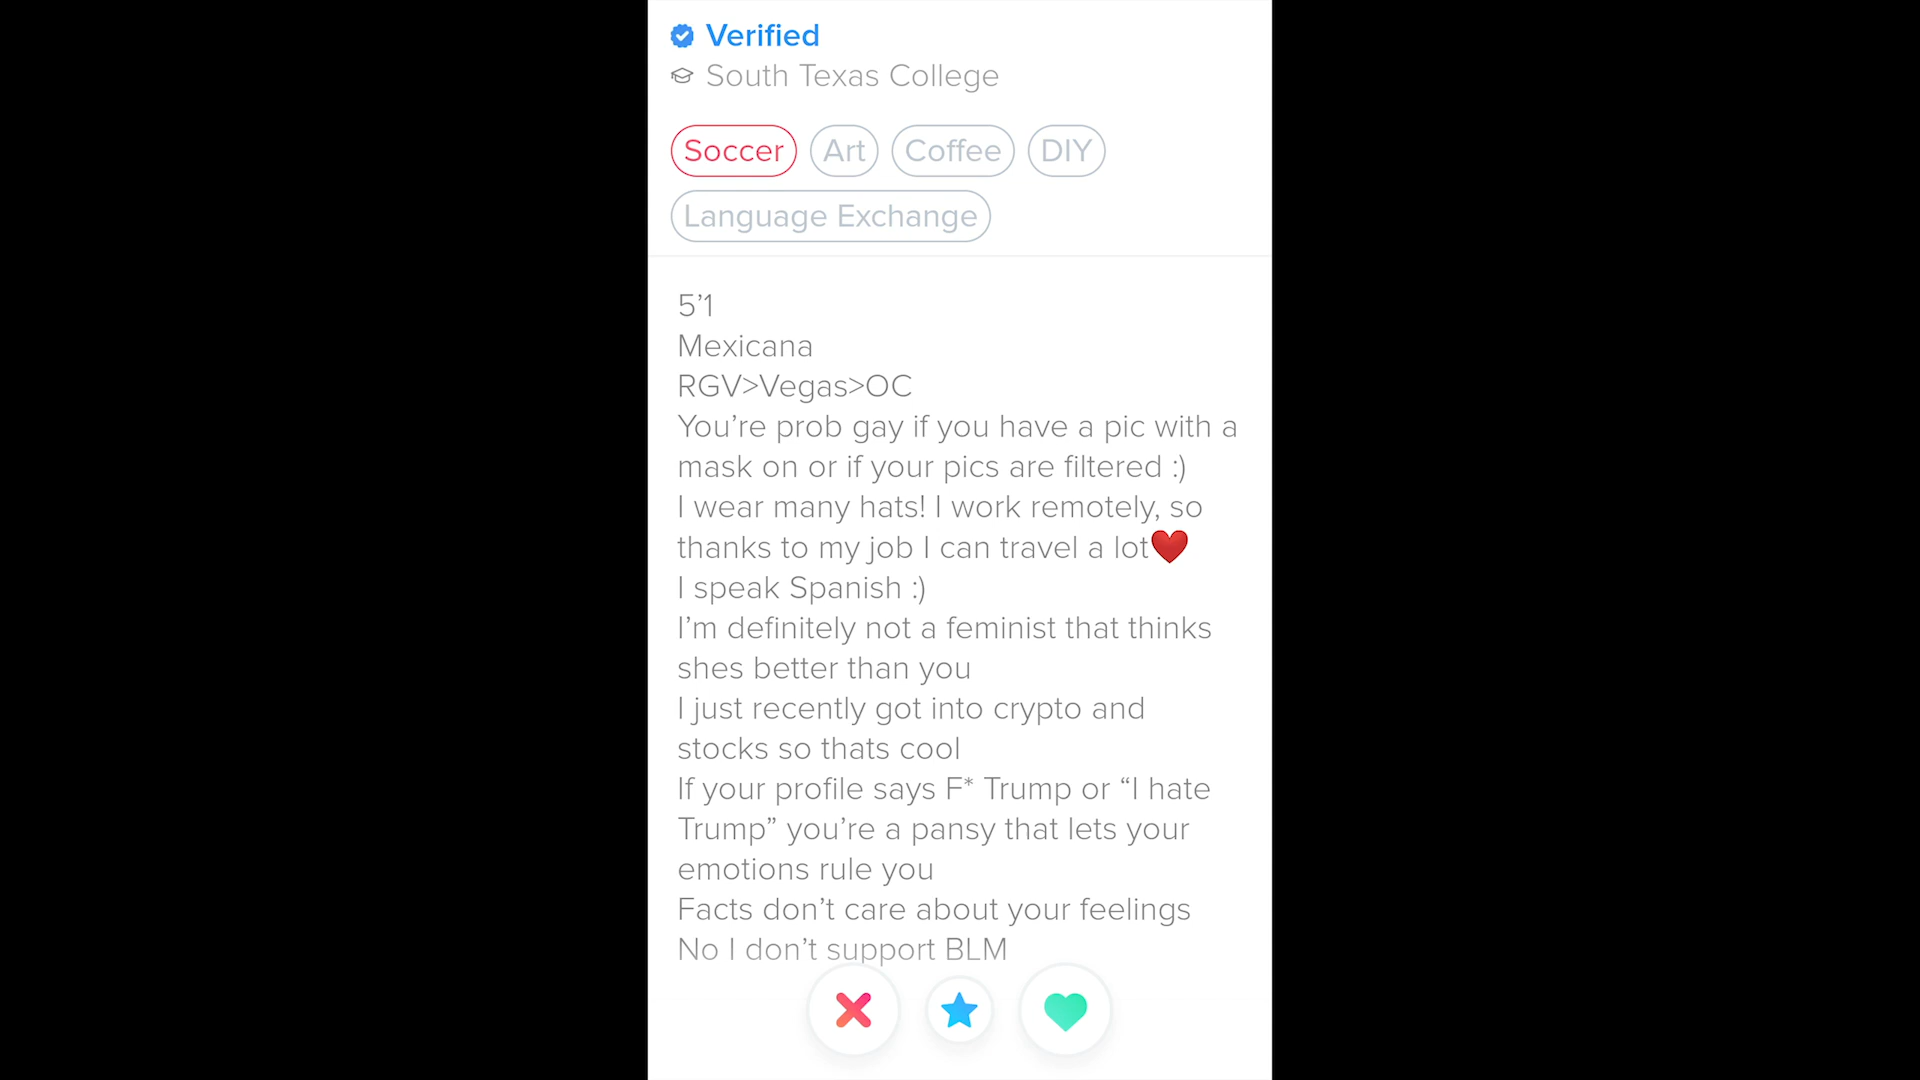 Verified
South Texas College
Soccer Art Coffee DIY
Language Exchange
5’1
Mexicana
RGV>Vegas>OC
You’re prob gay if you have a pic with a
mask on or if your pics are filtered :)
I wear many hats! I work remotely, so
thanks to my job I can travel a lot❤️
I speak Spanish :)
I’m definitely not a feminist that thinks
shes better than you
I just recently got into crypto and
stocks so thats cool
If your profile says F* Trump or “I hate
Trump” you’re a pansy that lets your
emotions rule you
Facts don’t care about your feelings
No I don’t support BLM